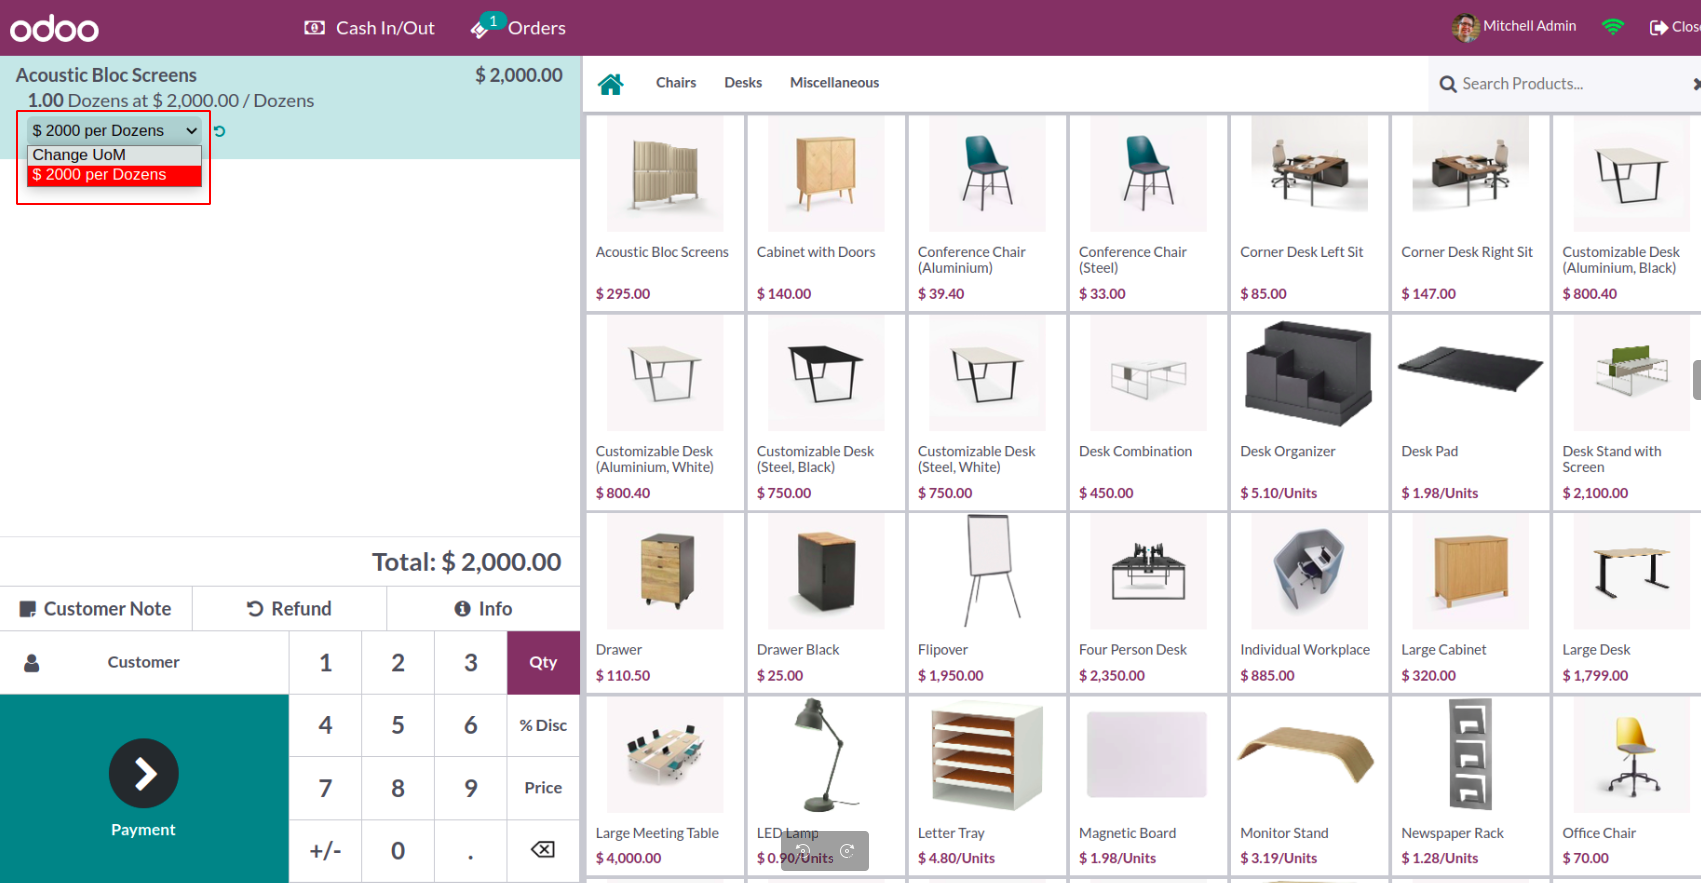 odoo
Cash In/Out
1
Orders
Mitchell Admin
Clos
Acoustic Bloc Screens
$ 2,000.00
1.00 Dozens at $ 2,000.00 / Dozens
$ 2000 per Dozens
Change UoM
$ 2000 per Dozens
Total: $ 2,000.00
Customer Note
Refund
Info
Customer
1
2
3
Qty
4
5
6
% Disc
7
8
9
Price
+/-
0
.
Payment
Chairs
Desks
Miscellaneous
Search Products...
Acoustic Bloc Screens
$ 295.00
Cabinet with Doors
$ 140.00
Conference Chair
(Aluminium)
$ 39.40
Conference Chair
(Steel)
$ 33.00
Corner Desk Left Sit
$ 85.00
Corner Desk Right Sit
$ 147.00
Customizable Desk
(Aluminium, Black)
$ 800.40
Customizable Desk
(Aluminium, White)
$ 800.40
Customizable Desk
(Steel, Black)
$ 750.00
Customizable Desk
(Steel, White)
$ 750.00
Desk Combination
$ 450.00
Desk Organizer
$ 5.10/Units
Desk Pad
$ 1.98/Units
Desk Stand with
Screen
$ 2,100.00
Drawer
$ 110.50
Drawer Black
$ 25.00
Flipover
$ 1,950.00
Four Person Desk
$ 2,350.00
Individual Workplace
$ 885.00
Large Cabinet
$ 320.00
Large Desk
$ 1,799.00
Large Meeting Table
$ 4,000.00
LED Lamp
$ 0.90/Units
Letter Tray
$ 4.80/Units
Magnetic Board
$ 1.98/Units
Monitor Stand
$ 3.19/Units
Newspaper Rack
$ 1.28/Units
Office Chair
$ 70.00